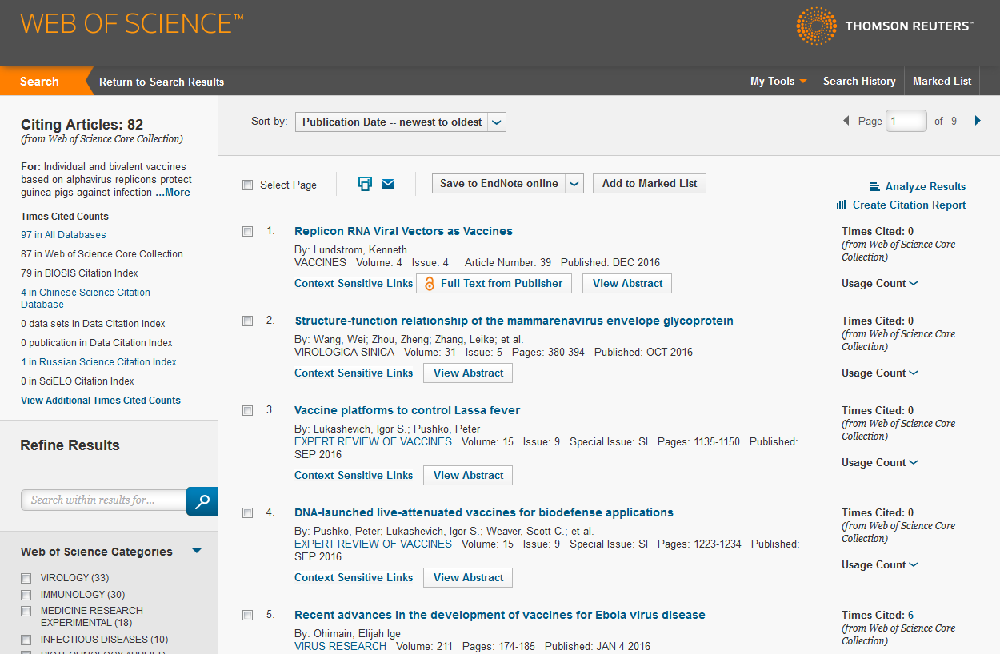 WEB OF SCIENCE™
THOMSON REUTERS™
Search
Return to Search Results
My Tools
Search History
Marked List
Citing Articles: 82
(from Web of Science Core Collection)
For: Individual and bivalent vaccines
based on alphavirus replicons protect
guinea pigs against infection ...More
Times Cited Counts
97 in All Databases
87 in Web of Science Core Collection
79 in BIOSIS Citation Index
4 in Chinese Science Citation
Database
0 data sets in Data Citation Index
0 publication in Data Citation Index
1 in Russian Science Citation Index
0 in SciELO Citation Index
View Additional Times Cited Counts
Refine Results
Search within results for...
Web of Science Categories
VIROLOGY (33)
IMMUNOLOGY (30)
MEDICINE RESEARCH
EXPERIMENTAL (18)
INFECTIOUS DISEASES (10)
BIOTECHNOLOGY APPLIED
Sort by: Publication Date -- newest to oldest
Page 1 of 9
Select Page
Save to EndNote online
Add to Marked List
Analyze Results
Create Citation Report
1. Replicon RNA Viral Vectors as Vaccines
By: Lundstrom, Kenneth
VACCINES Volume: 4 Issue: 4 Article Number: 39 Published: DEC 2016
Context Sensitive Links Full Text from Publisher View Abstract
Times Cited: 0
(from Web of Science Core
Collection)
Usage Count
2. Structure-function relationship of the mammarenavirus envelope glycoprotein
By: Wang, Wei; Zhou, Zheng; Zhang, Leike; et al.
VIROLOGICA SINICA Volume: 31 Issue: 5 Pages: 380-394 Published: OCT 2016
Context Sensitive Links View Abstract
Times Cited: 0
(from Web of Science Core
Collection)
Usage Count
3. Vaccine platforms to control Lassa fever
By: Lukashevich, Igor S.; Pushko, Peter
EXPERT REVIEW OF VACCINES Volume: 15 Issue: 9 Special Issue: SI Pages: 1135-1150 Published:
SEP 2016
Context Sensitive Links View Abstract
Times Cited: 0
(from Web of Science Core
Collection)
Usage Count
4. DNA-launched live-attenuated vaccines for biodefense applications
By: Pushko, Peter; Lukashevich, Igor S.; Weaver, Scott C.; et al.
EXPERT REVIEW OF VACCINES Volume: 15 Issue: 9 Special Issue: SI Pages: 1223-1234 Published:
SEP 2016
Context Sensitive Links View Abstract
Times Cited: 0
(from Web of Science Core
Collection)
Usage Count
5. Recent advances in the development of vaccines for Ebola virus disease
By: Ohimain, Elijah Ige
VIRUS RESEARCH Volume: 211 Pages: 174-185 Published: JAN 4 2016
Times Cited: 6
(from Web of Science Core
Collection)